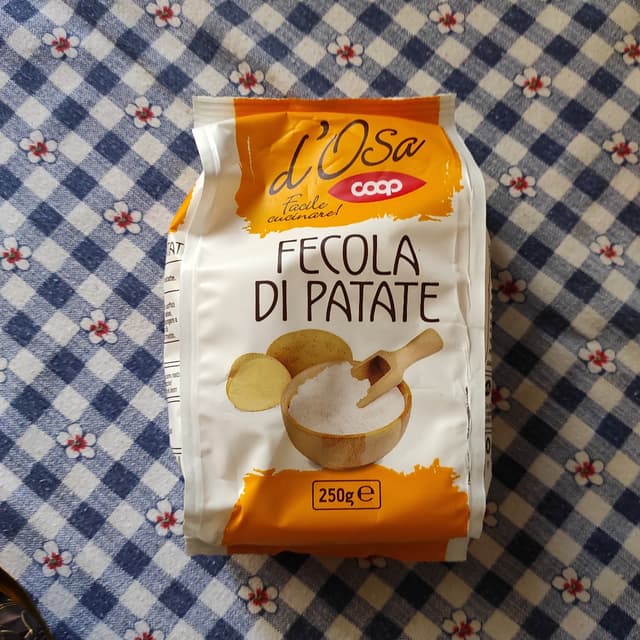 d'Osa
coop
Facile
cucinare!
FECOLA
DI PATATE
250g e